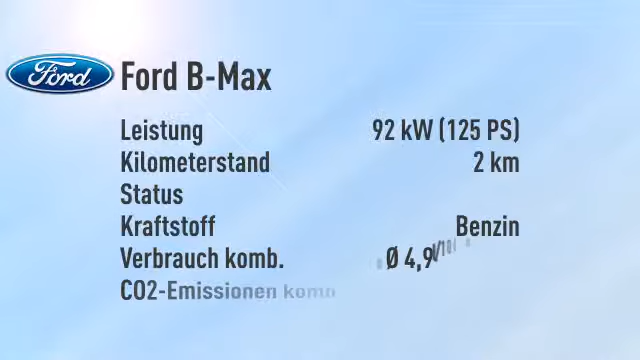 Ford Ford B-Max
Leistung 92 kW (125 PS)
Kilometerstand 2 km
Status
Kraftstoff Benzin
Verbrauch komb. Ø 4,9
CO2-Emissionen komb